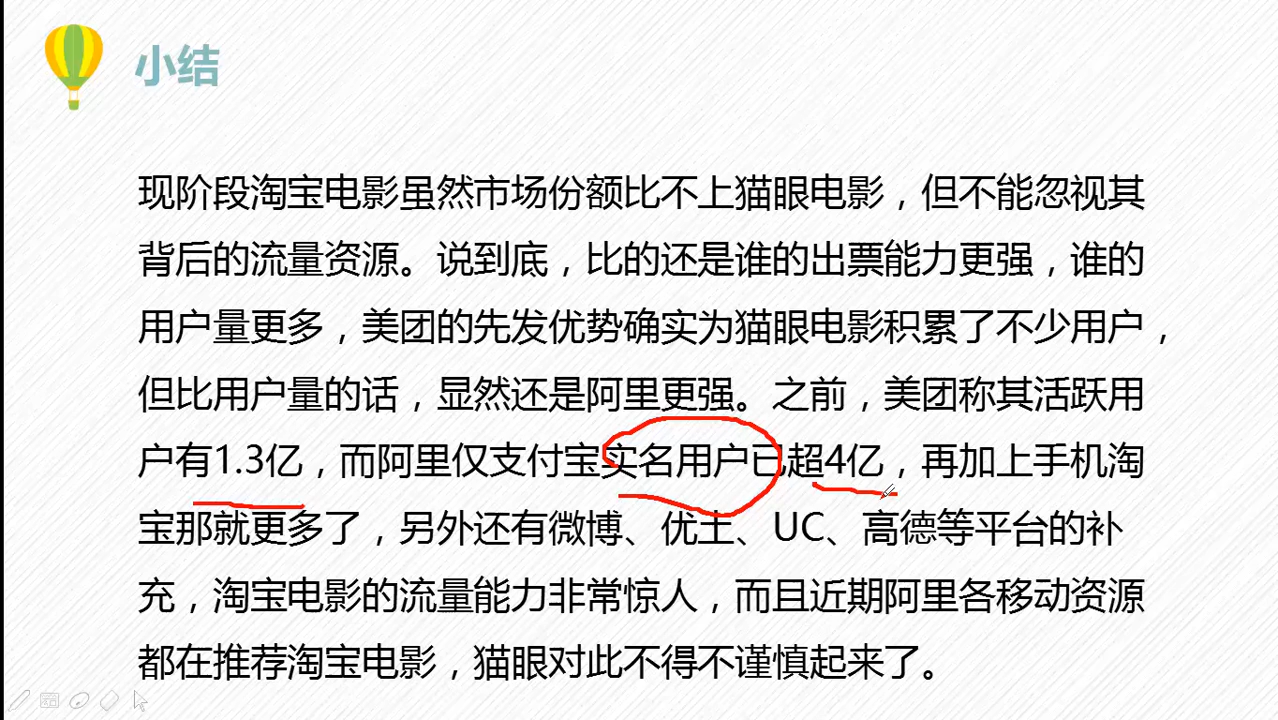 小结
现阶段淘宝电影虽然市场份额比不上猫眼电影，但不能忽视其
背后的流量资源。说到底，比的还是谁的出票能力更强，谁的
用户量更多，美团的先发优势确实为猫眼电影积累了不少用户，
但比用户量的话，显然还是阿里更强。之前，美团称其活跃用
户有1.3亿，而阿里仅支付宝实名用户已超4亿，再加上手机淘
宝那就更多了，另外还有微博、优土、UC、高德等平台的补
充，淘宝电影的流量能力非常惊人，而且近期阿里各移动资源
都在推荐淘宝电影，猫眼对此不得不谨慎起来了。